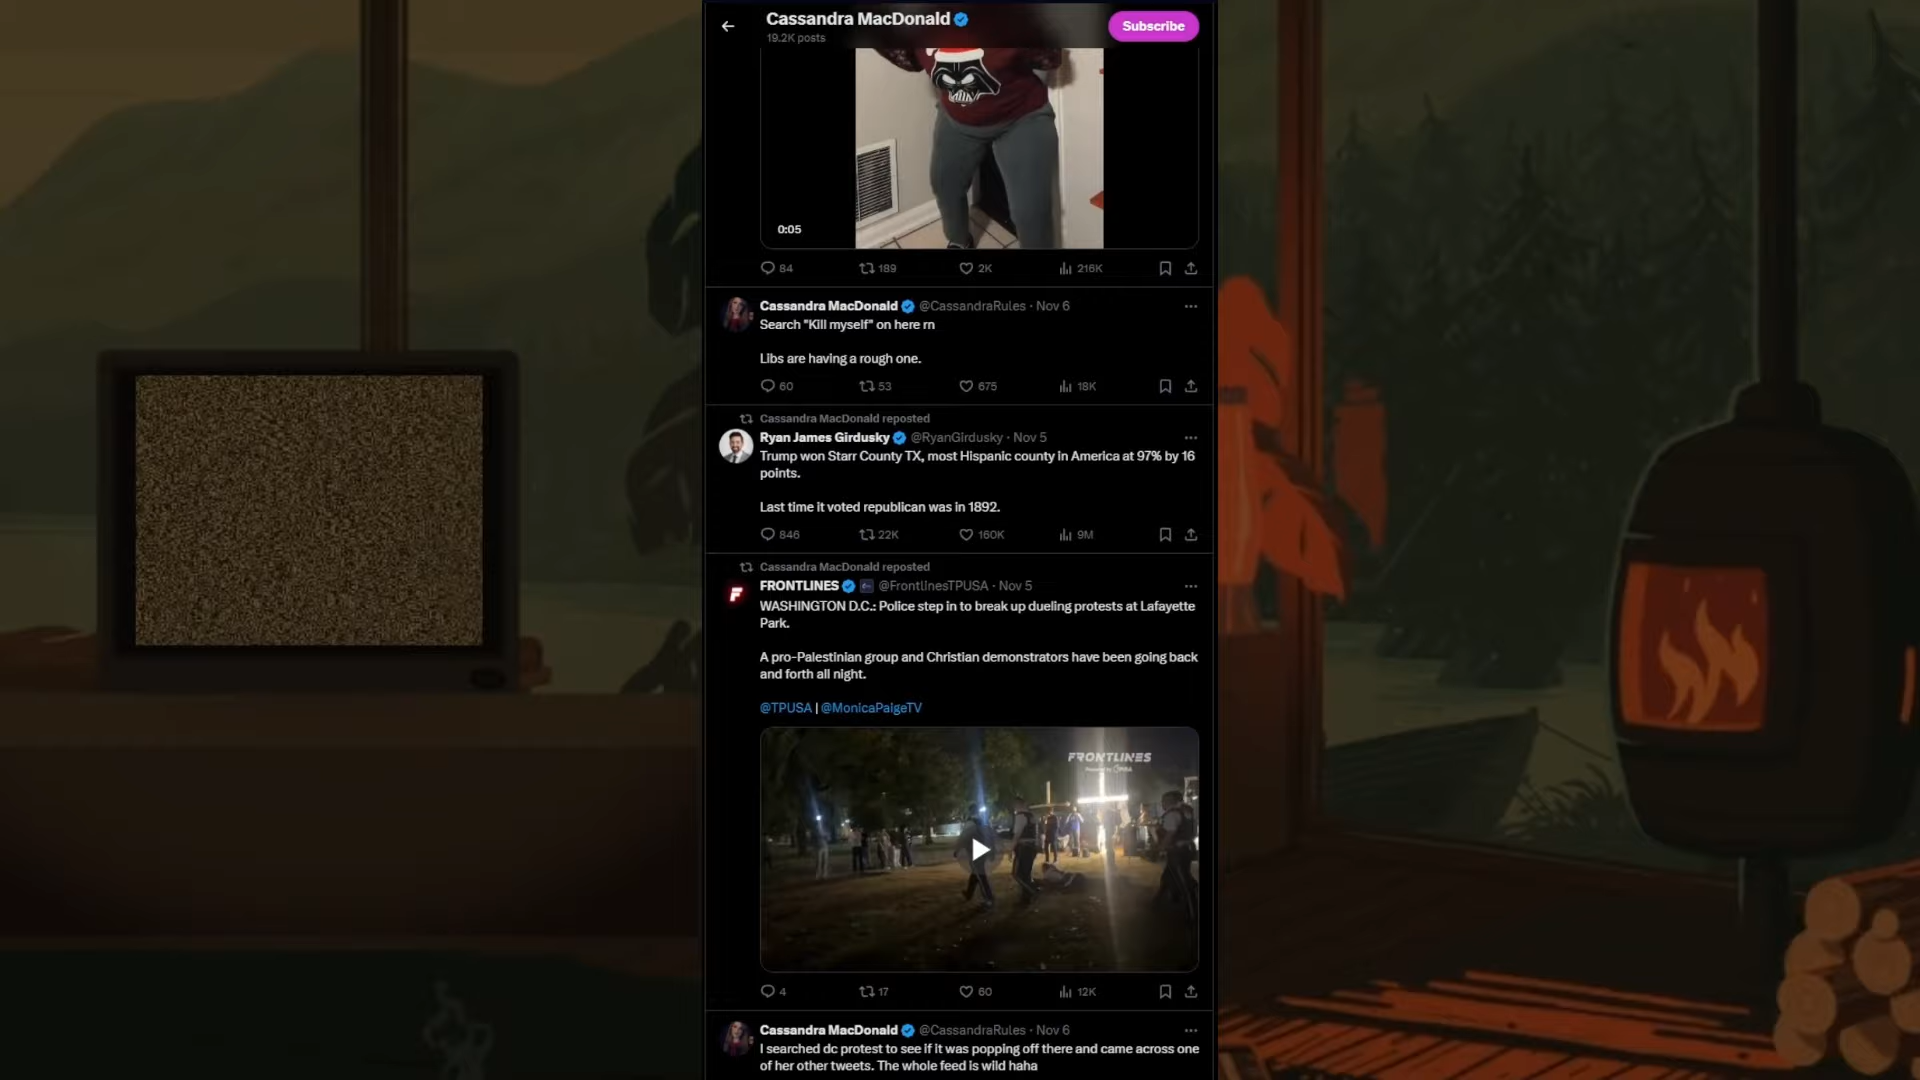 Cassandra MacDonald
19.2K posts
Subscribe
0:05
84 189 2K 216K
Cassandra MacDonald @CassandraRules · Nov 6
Search "Kill myself" on here rn
Libs are having a rough one.
60 53 675 18K
Cassandra MacDonald reposted
Ryan James Girdusky @RyanGirdusky · Nov 5
Trump won Starr County TX, most Hispanic county in America at 97% by 16
points.
Last time it voted republican was in 1892.
846 22K 160K 9M
Cassandra MacDonald reposted
FRONTLINES @FrontlinesTPUSA · Nov 5
WASHINGTON D.C.: Police step in to break up dueling protests at Lafayette
Park.
A pro-Palestinian group and Christian demonstrators have been going back
and forth all night.
@TPUSA | @MonicaPaigeTV
FRONTLINES
4 17 60 12K
Cassandra MacDonald @CassandraRules · Nov 6
I searched dc protest to see if it was popping off there and came across one
of her other tweets. The whole feed is wild haha